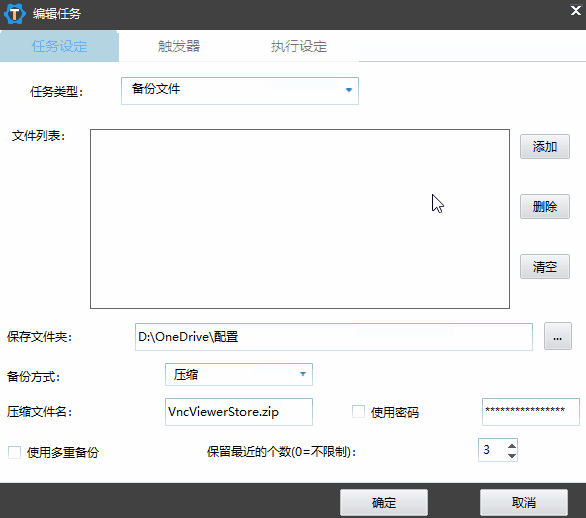 编辑任务
任务设定 触发器 执行设定
任务类型: 备份文件
文件列表:
添加
删除
清空
保存文件夹: D:\OneDrive\配置 ...
备份方式: 压缩
压缩文件名: VncViewerStore.zip 使用密码 ****************
使用多重备份 保留最近的个数(0=不限制): 3
确定 取消